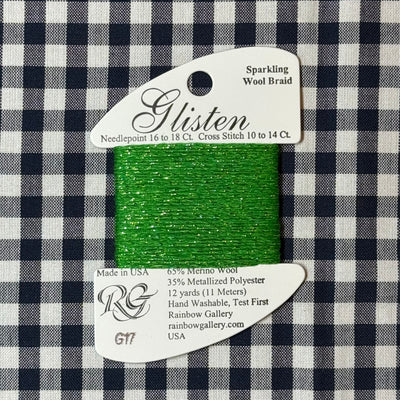 Sparkling
Wool Braid
Glisten
Needlepoint 16 to 18 Ct. Cross Stitch 10 to 14 Ct.
Made in USA
65% Merino Wool
35% Metallized Polyester
12 yards (11 Meters)
Hand Washable, Test First
Rainbow Gallery
rainbowgallery.com
USA
RG
G17